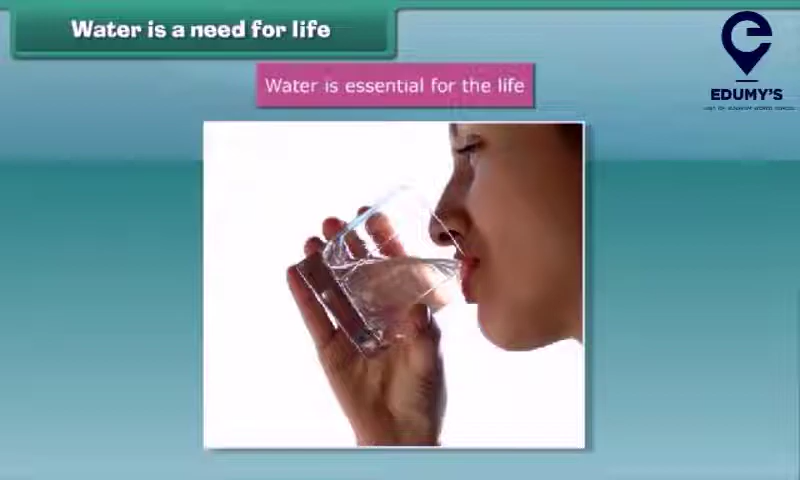 Water is a need for life
Water is essential for the life
EDUMY'S